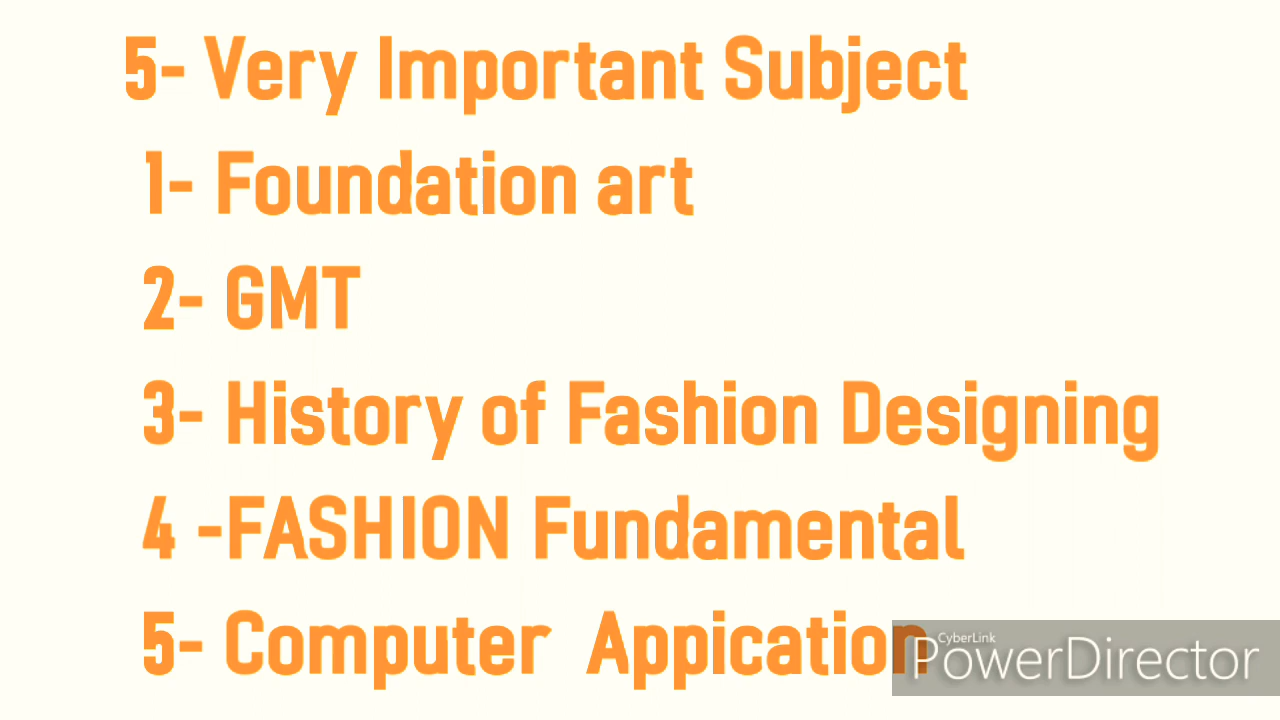 5- Very Important Subject
1- Foundation art
2- GMT
3- History of Fashion Designing
4 -FASHION Fundamental
5- Computer  Appication
CyberLink
PowerDirector